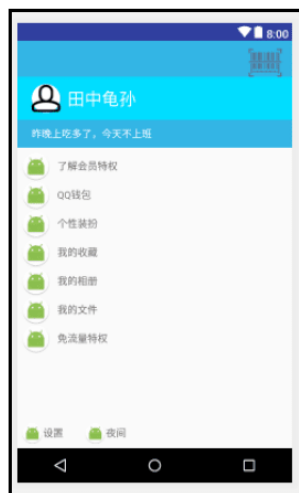 8:00
田中龟孙
昨晚上吃多了，今天不上班
了解会员特权
QQ钱包
个性装扮
我的收藏
我的相册
我的文件
免流量特权
设置 夜间